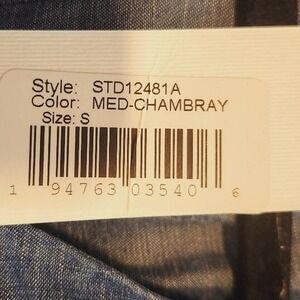 Style: STD12481A
Color: MED-CHAMBRAY
Size: S
1 94763 03540 6